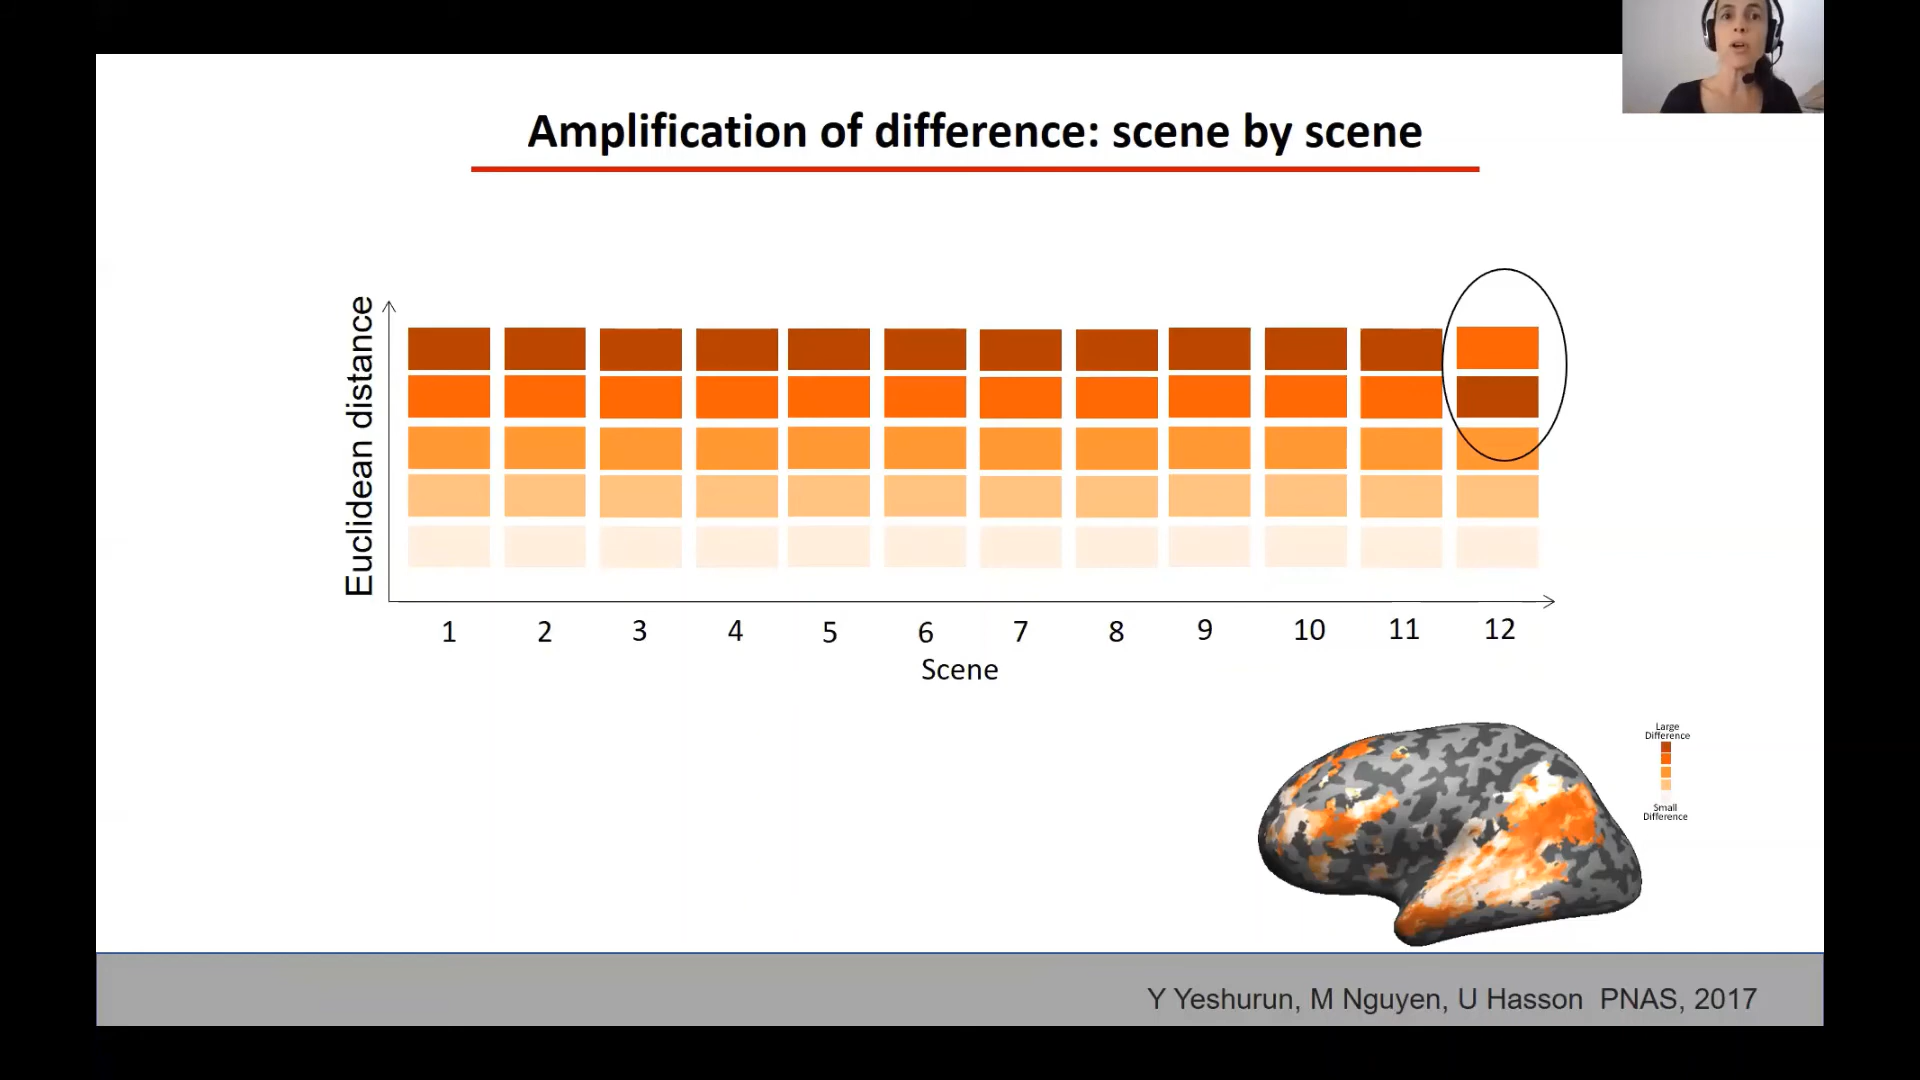 Amplification of difference: scene by scene
Euclidean distance
1 2 3 4 5 6 7 8 9 10 11 12
Scene
Large
Difference
Small
Difference
Y Yeshurun, M Nguyen, U Hasson PNAS, 2017